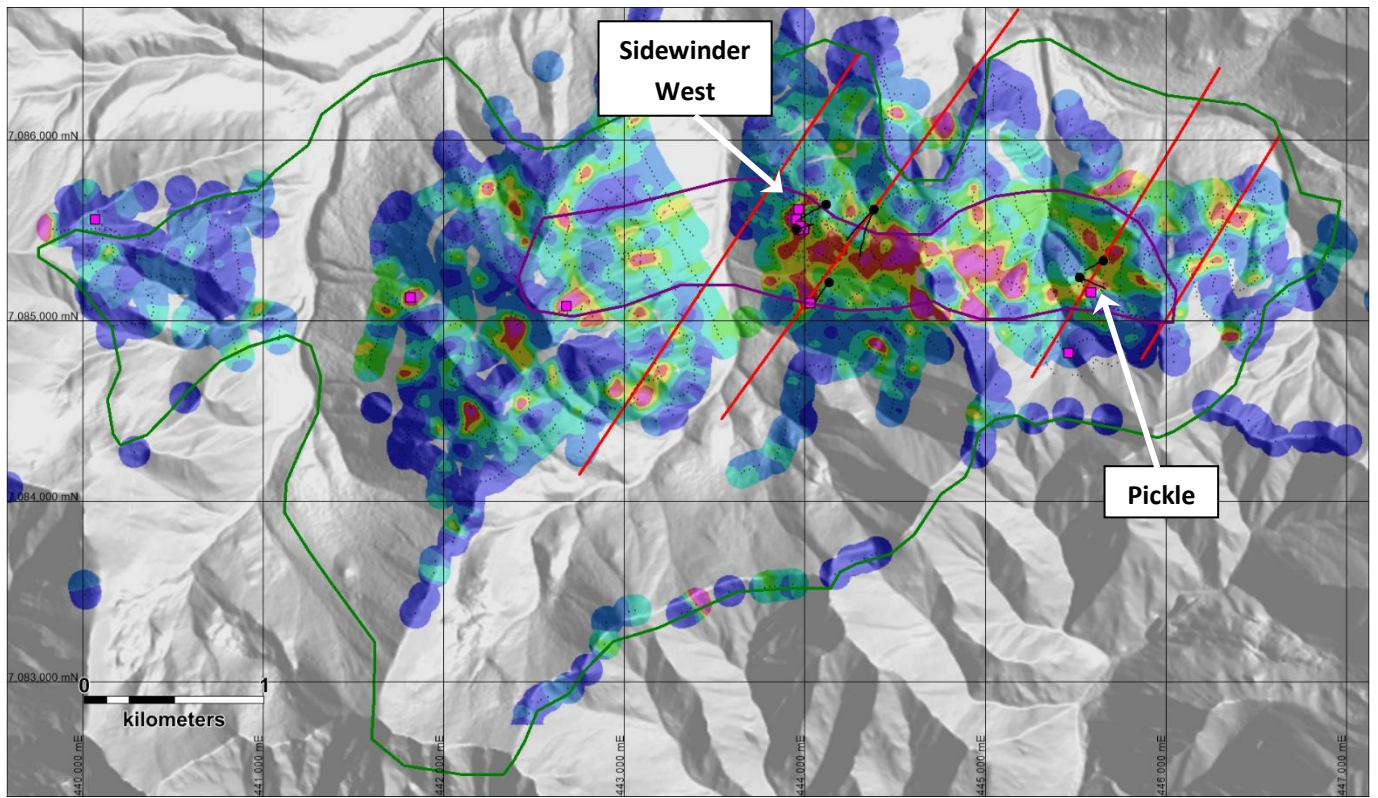 Sidewinder
West
7,086,000 mN
7,085,000 mN
Pickle
7,084,000 mN
7,083,000 mN
0 1
kilometers
440,000 mE
441,000 mE
442,000 mE
443,000 mE
444,000 mE
445,000 mE
446,000 mE
447,000 mE